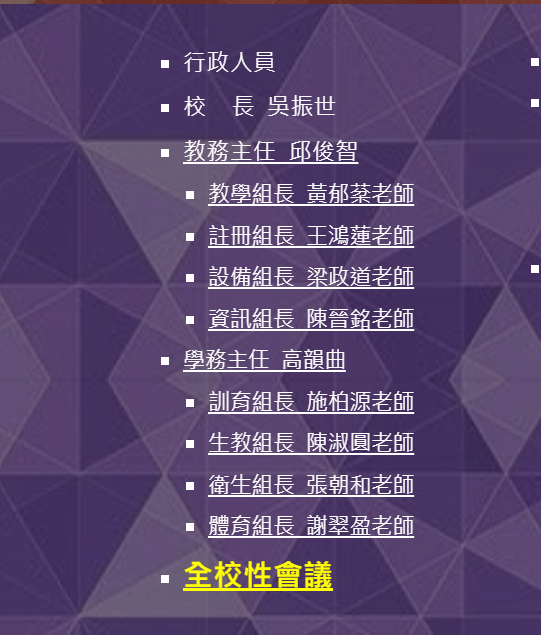 行政人員
校　長 吳振世
教務主任 邱俊智
教學組長 黃郁棻老師
註冊組長 王鴻蓮老師
設備組長 梁政道老師
資訊組長 陳晉銘老師
學務主任 高韻曲
訓育組長 施柏源老師
生教組長 陳淑圓老師
衛生組長 張朝和老師
體育組長 謝翠盈老師
全校性會議